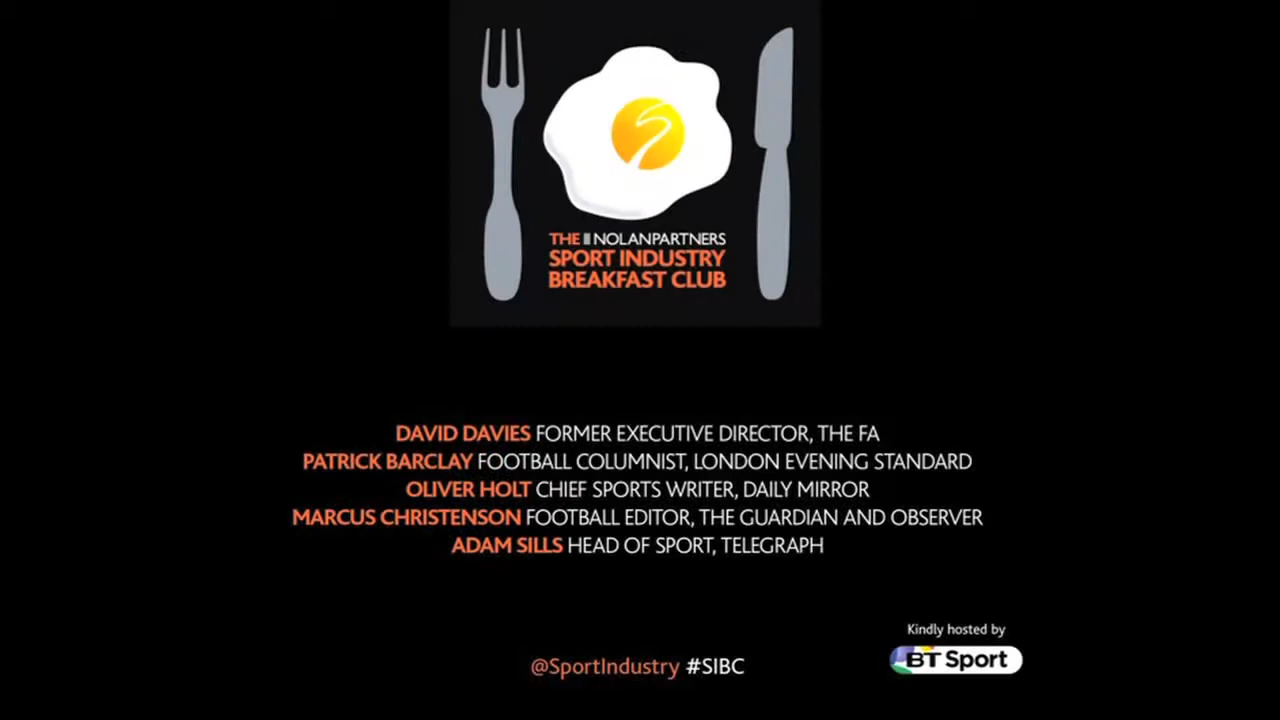 THE NOLANPARTNERS
SPORT INDUSTRY
BREAKFAST CLUB
DAVID DAVIES FORMER EXECUTIVE DIRECTOR, THE FA
PATRICK BARCLAY FOOTBALL COLUMNIST, LONDON EVENING STANDARD
OLIVER HOLT CHIEF SPORTS WRITER, DAILY MIRROR
MARCUS CHRISTENSON FOOTBALL EDITOR, THE GUARDIAN AND OBSERVER
ADAM SILLS HEAD OF SPORT, TELEGRAPH
Kindly hosted by
BT Sport
@SportIndustry #SIBC